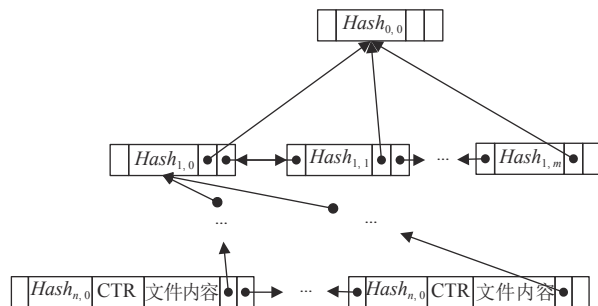 Hash0, 0
Hash1, 0 Hash1, 1 ... Hash1, m
... ...
Hashn, 0 CTR 文件内容 ... Hashn, 0 CTR 文件内容